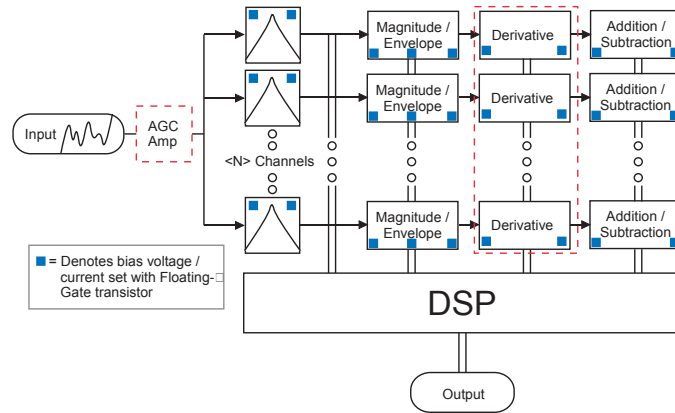 Magnitude /
Envelope
Derivative
Addition /
Subtraction
Magnitude /
Envelope
Derivative
Addition /
Subtraction
Input
AGC
Amp
<N> Channels
Magnitude /
Envelope
Derivative
Addition /
Subtraction
= Denotes bias voltage /
current set with Floating-
Gate transistor
DSP
Output